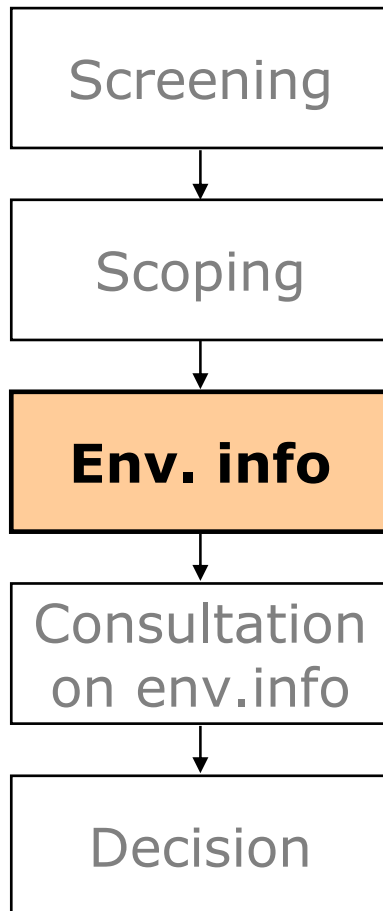 Screening
Scoping
Env. info
Consultation
on env.info
Decision